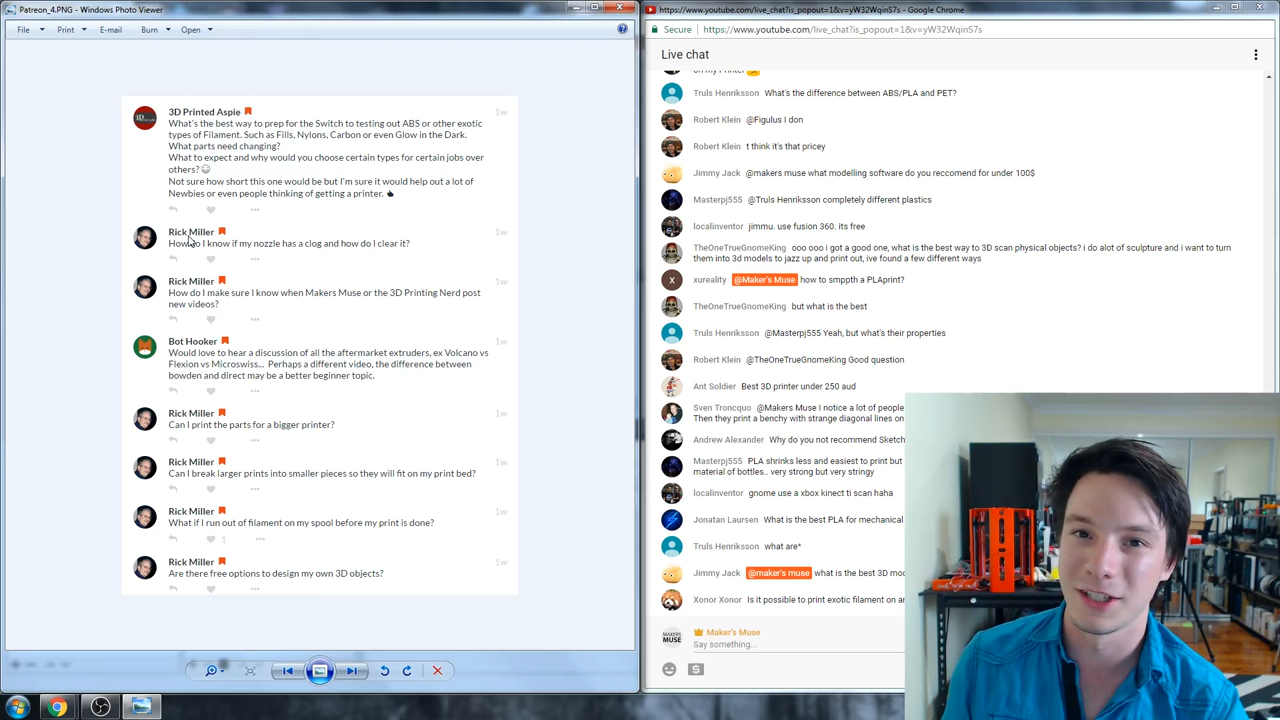 Patreon_4.PNG - Windows Photo Viewer
File Print E-mail Burn Open
3D Printed Aspie 1w
What's the best way to prep for the Switch to testing out ABS or other exotic
types of Filament. Such as Fills, Nylons, Carbon or even Glow in the Dark.
What parts need changing?
What to expect and why would you choose certain types for certain jobs over
others?
Not sure how short this one would be but I'm sure it would help out a lot of
Newbies or even people thinking of getting a printer.
Rick Miller 1w
How do I know if my nozzle has a clog and how do I clear it?
Rick Miller 1w
How do I make sure I know when Makers Muse or the 3D Printing Nerd post
new videos?
Bot Hooker 1w
Would love to hear a discussion of all the aftermarket extruders, ex Volcano vs
Flexion vs Microswiss... Perhaps a different video, the difference between
bowden and direct may be a better beginner topic.
Rick Miller 1w
Can I print the parts for a bigger printer?
Rick Miller 1w
Can I break larger prints into smaller pieces so they will fit on my print bed?
Rick Miller 1w
What if I run out of filament on my spool before my print is done?
1
Rick Miller 1w
Are there free options to design my own 3D objects?
https://www.youtube.com/live_chat?is_popout=1&v=yW32WqinS7s - Google Chrome
Secure https://www.youtube.com/live_chat?is_popout=1&v=yW32WqinS7s
Live chat
on my Printer
Truls Henriksson What's the difference between ABS/PLA and PET?
Robert Klein @Figulus I don
Robert Klein t think it's that pricey
Jimmy Jack @makers muse what modelling software do you reccomend for under 100$
Masterpj555 @Truls Henriksson completely different plastics
localinventor jimmu. use fusion 360. its free
TheOneTrueGnomeKing ooo ooo i got a good one, what is the best way to 3D scan physical objects? i do alot of sculpture and i want to turn
them into 3d models to jazz up and print out, ive found a few different ways
xureality @Maker's Muse how to smppth a PLAprint?
TheOneTrueGnomeKing but what is the best
Truls Henriksson @Masterpj555 Yeah, but what's their properties
Robert Klein @TheOneTrueGnomeKing Good question
Ant Soldier Best 3D printer under 250 aud
Sven Troncquo @Makers Muse I notice a lot of people
Then they print a benchy with strange diagonal lines on
Andrew Alexander Why do you not recommend Sketch
Masterpj555 PLA shrinks less and easiest to print but
material of bottles.. very strong but very stringy
localinventor gnome use a xbox kinect ti scan haha
Jonatan Laursen What is the best PLA for mechanical
Truls Henriksson what are*
Jimmy Jack @maker's muse what is the best 3D mo
Xonor Xonor Is it possible to print exotic filament on a
MAKERS MUSE
Maker's Muse
Say something...